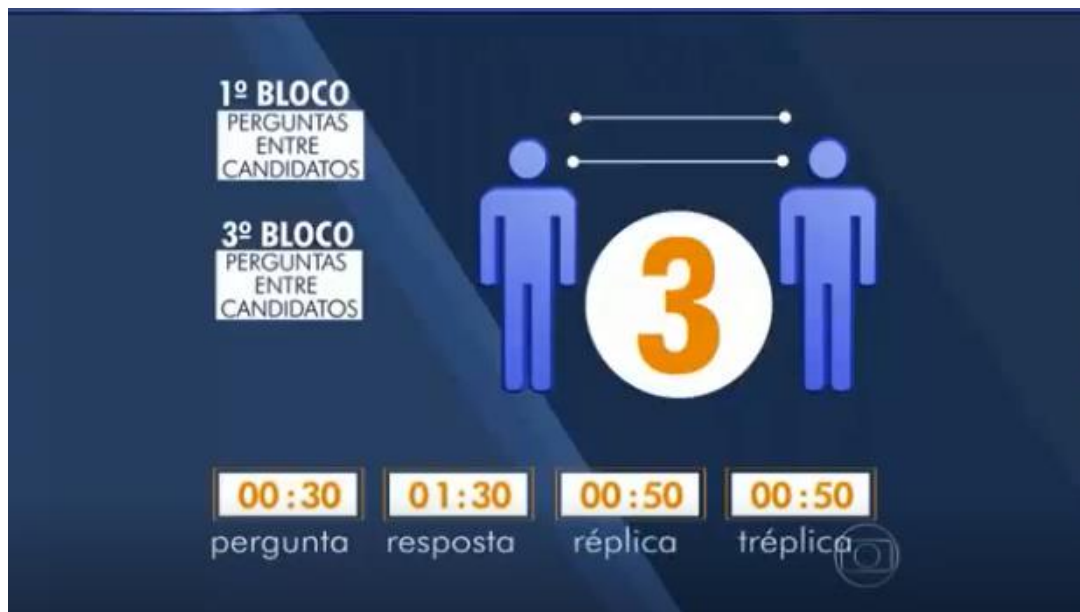 1º BLOCO
PERGUNTAS
ENTRE
CANDIDATOS
3º BLOCO
PERGUNTAS
ENTRE
CANDIDATOS
3
00:30 01:30 00:50 00:50
pergunta resposta réplica tréplica